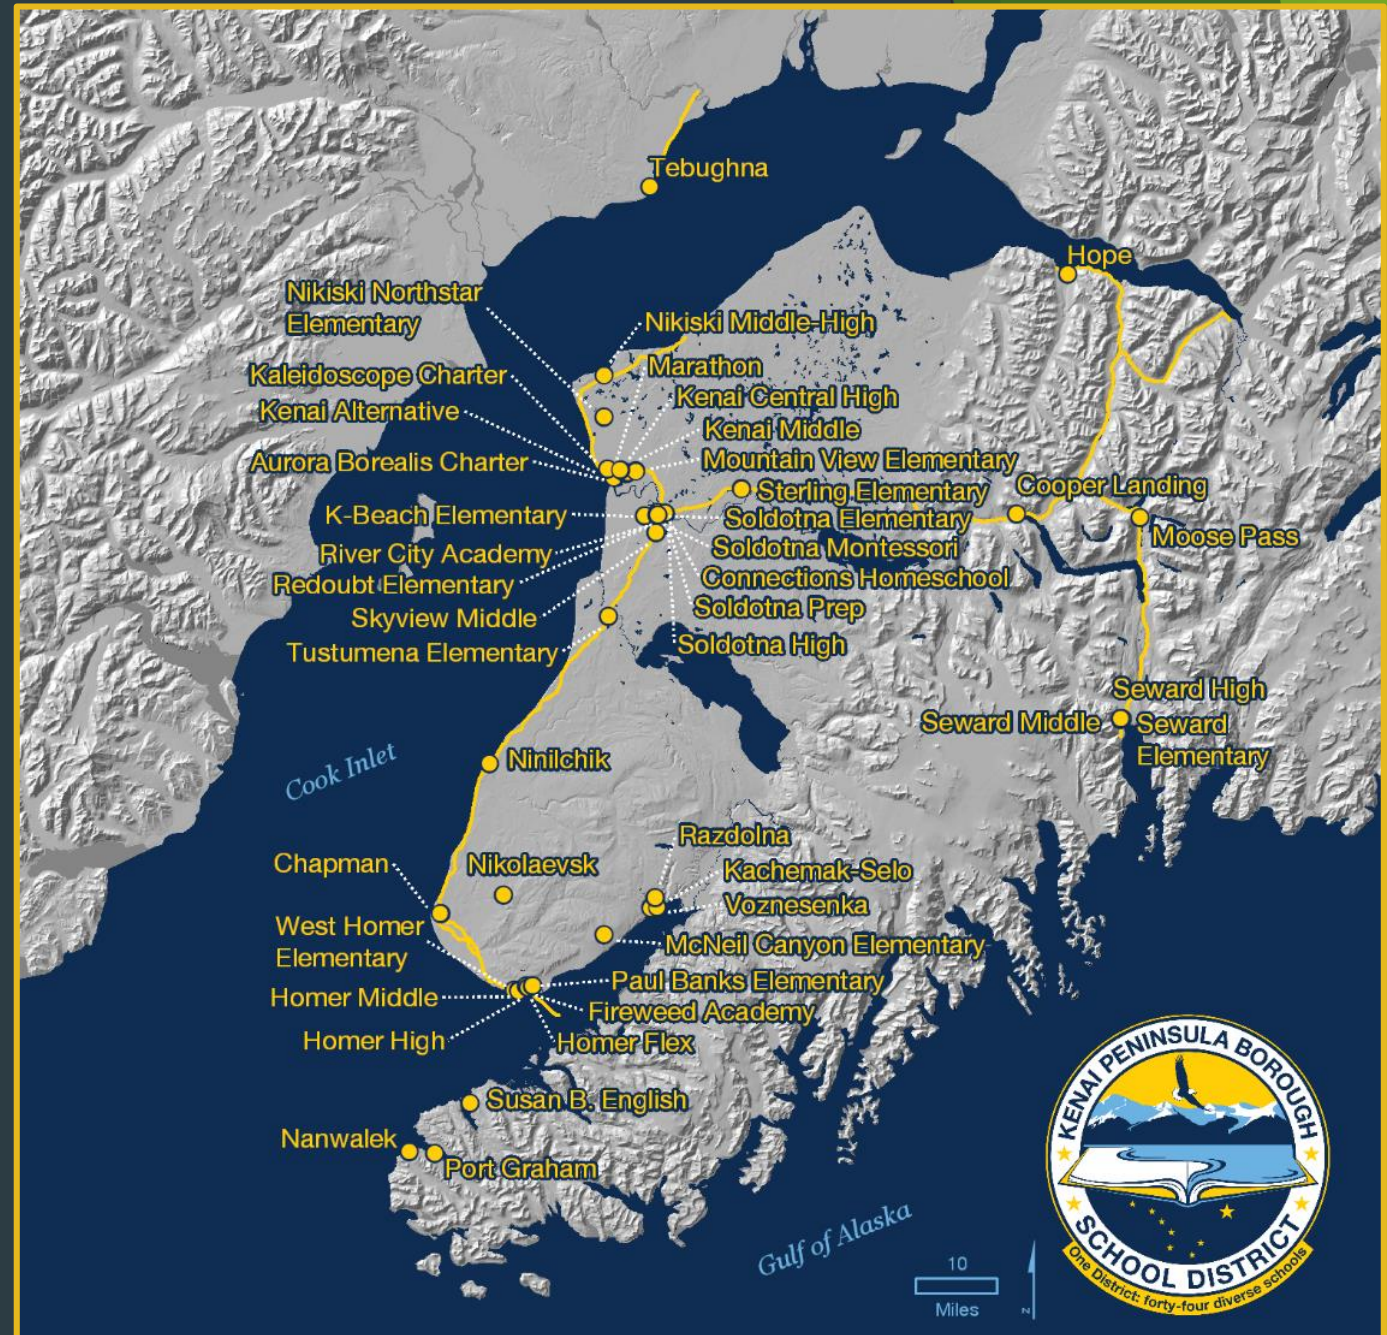 Tebughna
Hope
Nikiski Northstar
Elementary
Nikiski Middle-High
Kaleidoscope Charter
Marathon
Kenai Alternative
Kenai Central High
Kenai Middle
Aurora Borealis Charter
Mountain View Elementary
Sterling Elementary
Cooper Landing
K-Beach Elementary
Soldotna Elementary
Moose Pass
River City Academy
Soldotna Montessori
Redoubt Elementary
Connections Homeschool
Skyview Middle
Soldotna Prep
Tustumena Elementary
Soldotna High
Seward High
Seward Middle
Seward
Elementary
Ninilchik
Cook Inlet
Razdolna
Chapman
Nikolaevsk
Kachemak-Selo
Voznesenka
West Homer
Elementary
McNeil Canyon Elementary
Paul Banks Elementary
Homer Middle
Fireweed Academy
Homer High
Homer Flex
Susan B. English
Nanwalek
Port Graham
Gulf of Alaska
10
Miles
N
KENAI PENINSULA BOROUGH
SCHOOL DISTRICT
One District: forty-four diverse schools